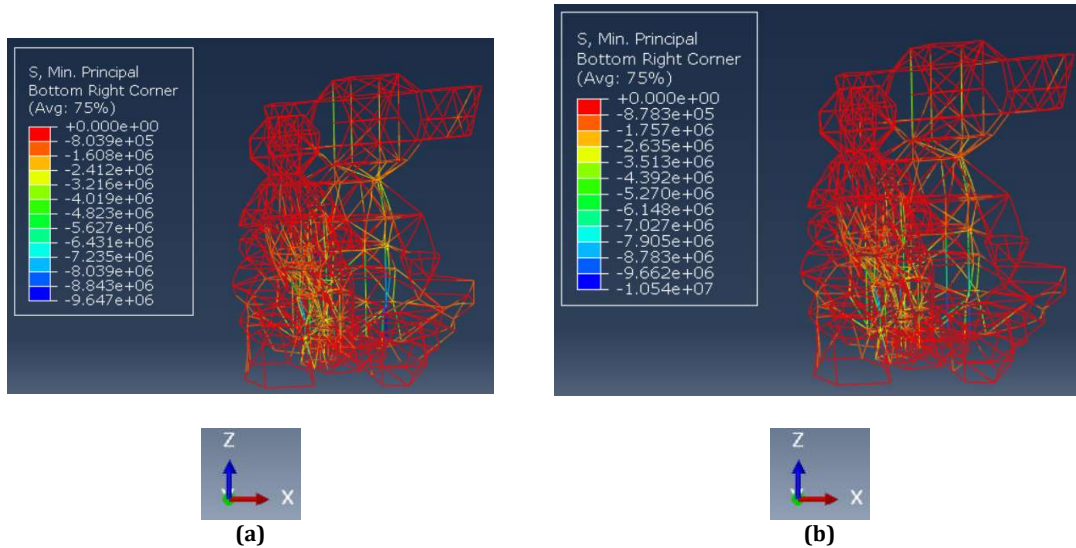 S, Min. Principal
Bottom Right Corner
(Avg: 75%)
+0.000e+00
-8.039e+05
-1.608e+06
-2.412e+06
-3.216e+06
-4.019e+06
-4.823e+06
-5.627e+06
-6.431e+06
-7.235e+06
-8.039e+06
-8.843e+06
-9.647e+06
S, Min. Principal
Bottom Right Corner
(Avg: 75%)
+0.000e+00
-8.783e+05
-1.757e+06
-2.635e+06
-3.513e+06
-4.392e+06
-5.270e+06
-6.148e+06
-7.027e+06
-7.905e+06
-8.783e+06
-9.662e+06
-1.054e+07
Z
X
Z
X
(a)
(b)